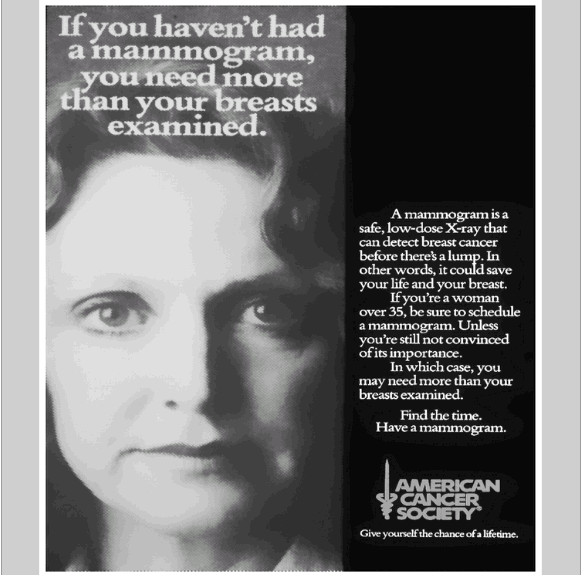 If you haven't had
a mammogram,
you need more
than your breasts
examined.
A mammogram is a
safe, low-dose X-ray that
can detect breast cancer
before there's a lump. In
other words, it could save
your life and your breast.
If you're a woman
over 35, be sure to schedule
a mammogram. Unless
you're still not convinced
of its importance.
In which case, you
may need more than your
breasts examined.
Find the time.
Have a mammogram.
AMERICAN
CANCER
SOCIETY®
Give yourself the chance of a lifetime.